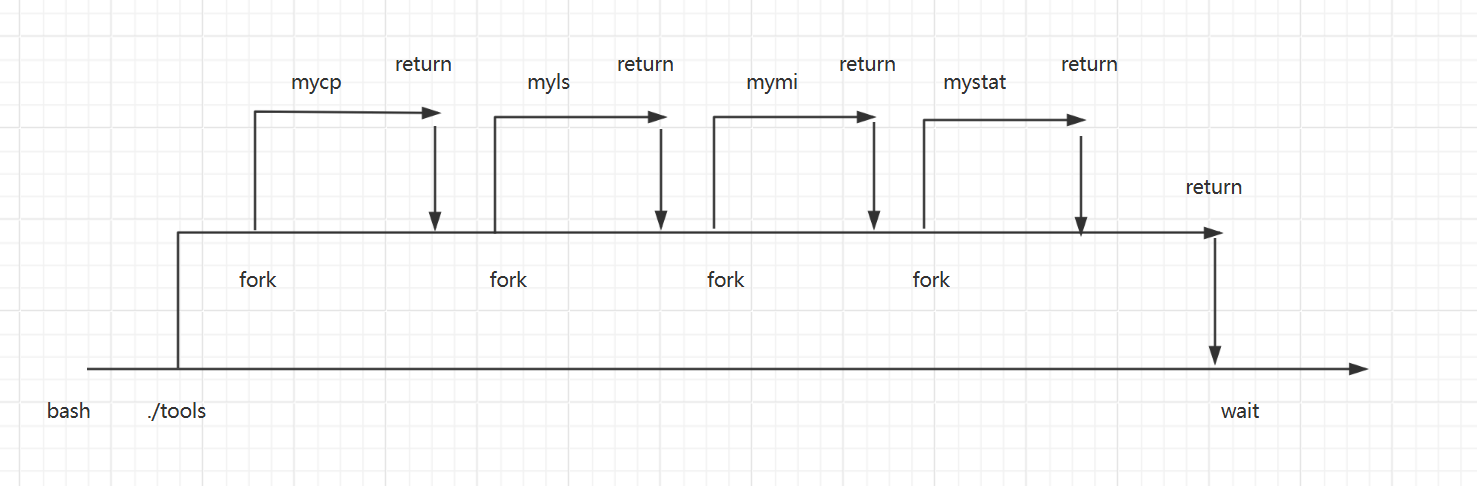 return
return
return
return
mycp
myls
mymi
mystat
return
fork
fork
fork
fork
bash
./tools
wait